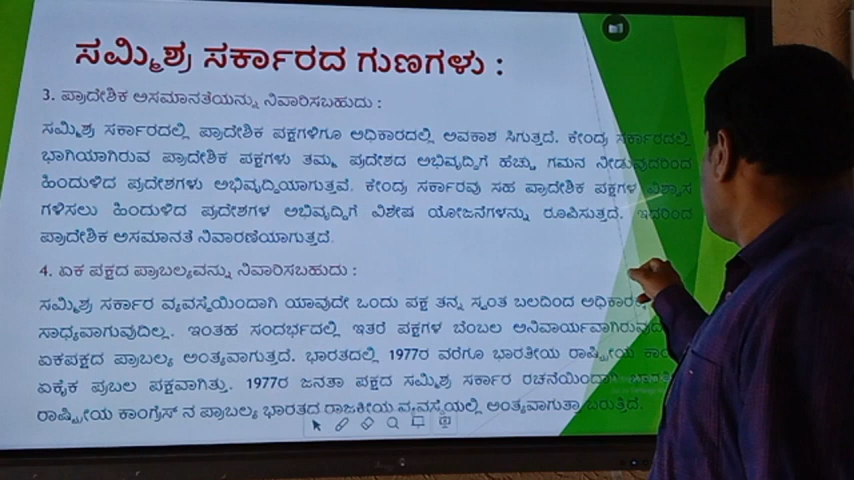 ಸಮ್ಮಿಶ್ರ ಸರ್ಕಾರದ ಗುಣಗಳು :
3. ಪ್ರಾದೇಶಿಕ ಅಸಮಾನತೆಯನ್ನು ನಿವಾರಿಸಬಹುದು :
ಸಮ್ಮಿಶ್ರ ಸರ್ಕಾರದಲ್ಲಿ ಪ್ರಾದೇಶಿಕ ಪಕ್ಷಗಳಿಗೂ ಅಧಿಕಾರದಲ್ಲಿ ಅವಕಾಶ ಸಿಗುತ್ತದೆ. ಕೇಂದ್ರ ಸರ್ಕಾರದಲ್ಲಿ
ಭಾಗಿಯಾಗಿರುವ ಪ್ರಾದೇಶಿಕ ಪಕ್ಷಗಳು ತಮ್ಮ ಪ್ರದೇಶದ ಅಭಿವೃದ್ಧಿಗೆ ಹೆಚ್ಚು ಗಮನ ನೀಡುವುದರಿಂದ
ಹಿಂದುಳಿದ ಪ್ರದೇಶಗಳು ಅಭಿವೃದ್ಧಿಯಾಗುತ್ತವೆ. ಕೇಂದ್ರ ಸರ್ಕಾರವು ಸಹ ಪ್ರಾದೇಶಿಕ ಪಕ್ಷಗಳ ವಿಶ್ವಾಸ
ಗಳಿಸಲು ಹಿಂದುಳಿದ ಪ್ರದೇಶಗಳ ಅಭಿವೃದ್ಧಿಗೆ ವಿಶೇಷ ಯೋಜನೆಗಳನ್ನು ರೂಪಿಸುತ್ತದೆ. ಇದರಿಂದ
ಪ್ರಾದೇಶಿಕ ಅಸಮಾನತೆ ನಿವಾರಣೆಯಾಗುತ್ತದೆ.
4. ಏಕ ಪಕ್ಷದ ಪ್ರಾಬಲ್ಯವನ್ನು ನಿವಾರಿಸಬಹುದು :
ಸಮ್ಮಿಶ್ರ ಸರ್ಕಾರ ವ್ಯವಸ್ಥೆಯಿಂದಾಗಿ ಯಾವುದೇ ಒಂದು ಪಕ್ಷ ತನ್ನ ಸ್ವಂತ ಬಲದಿಂದ
ಸಾಧ್ಯವಾಗುವುದಿಲ್ಲ. ಇಂತಹ ಸಂದರ್ಭದಲ್ಲಿ ಇತರೆ ಪಕ್ಷಗಳ ಬೆಂಬಲ
ಏಕಪಕ್ಷದ ಪ್ರಾಬಲ್ಯ ಅಂತ್ಯವಾಗುತ್ತದೆ. ಭಾರತದಲ್ಲಿ 1977ರ ವರೆಗೂ ಭಾರತೀಯ ರಾಷ್ಟ್ರೀಯ
ಏಕೈಕ ಪ್ರಬಲ ಪಕ್ಷವಾಗಿತ್ತು. 1977ರ ಜನತಾ ಪಕ್ಷದ ಸಮ್ಮಿಶ್ರ ಸರ್ಕಾರ ರಚನೆಯಿಂದಾಗಿ
ರಾಷ್ಟ್ರೀಯ ಕಾಂಗ್ರೆಸ್ ನ ಪ್ರಾಬಲ್ಯ ಭಾರತದ ರಾಜಕೀಯ ವ್ಯವಸ್ಥೆಯಲ್ಲಿ ಅಂತ್ಯವಾಗುತ್ತಾ ಬರುತ್ತಿದೆ.